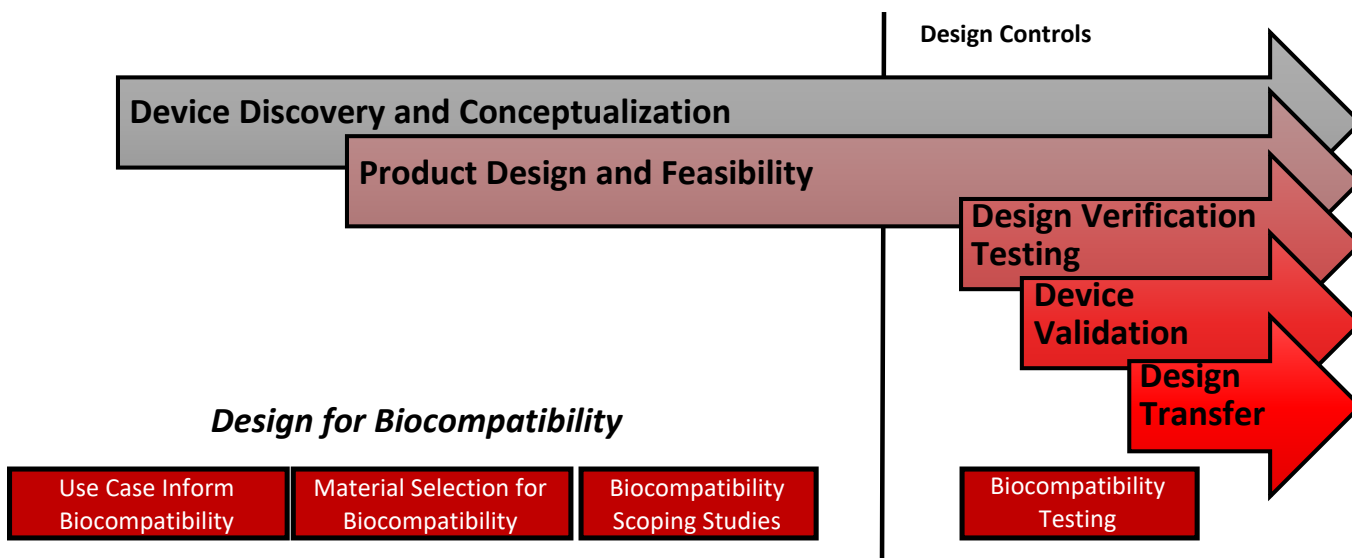 Design Controls
Device Discovery and Conceptualization
Product Design and Feasibility
Design Verification
Testing
Device
Validation
Design
Transfer
Design for Biocompatibility
Use Case Inform
Biocompatibility
Material Selection for
Biocompatibility
Biocompatibility
Scoping Studies
Biocompatibility
Testing